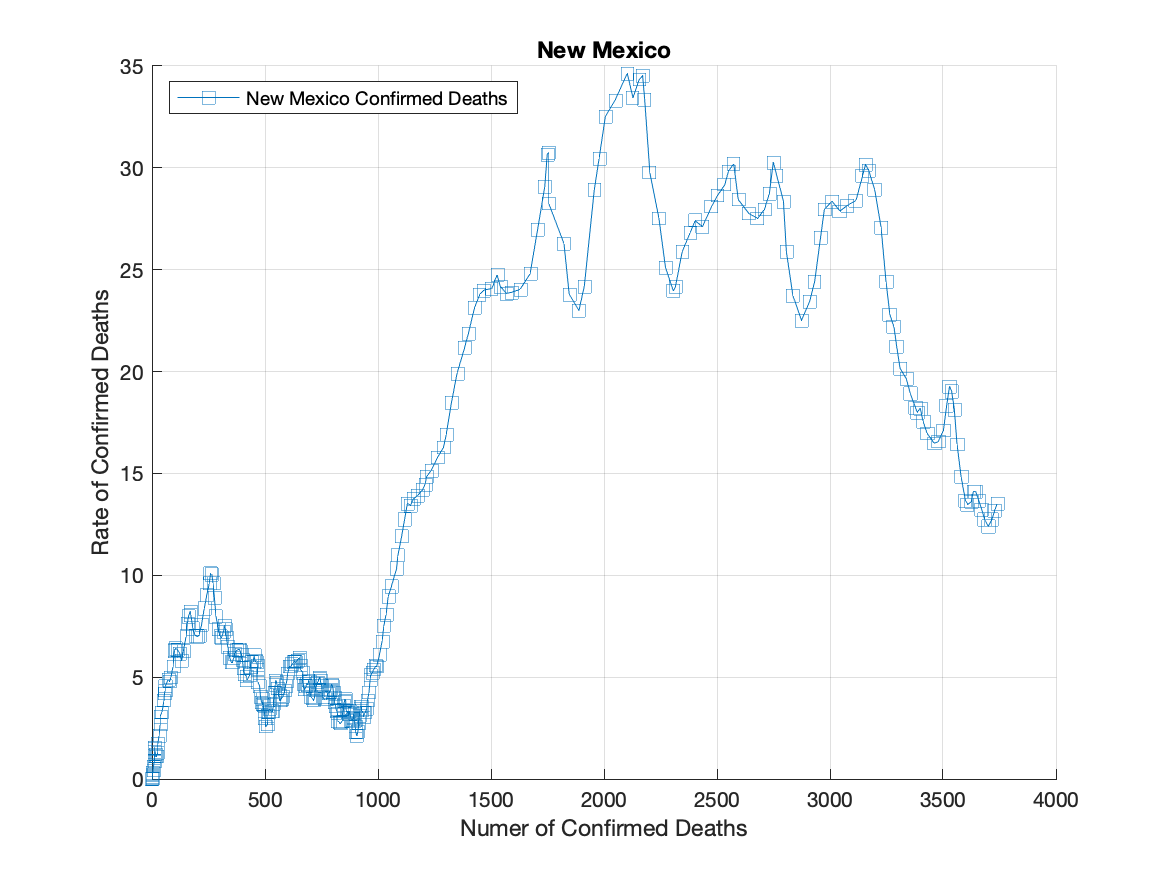 New Mexico
New Mexico Confirmed Deaths
Rate of Confirmed Deaths
35
30
25
20
15
10
5
0
0 500 1000 1500 2000 2500 3000 3500 4000
Numer of Confirmed Deaths